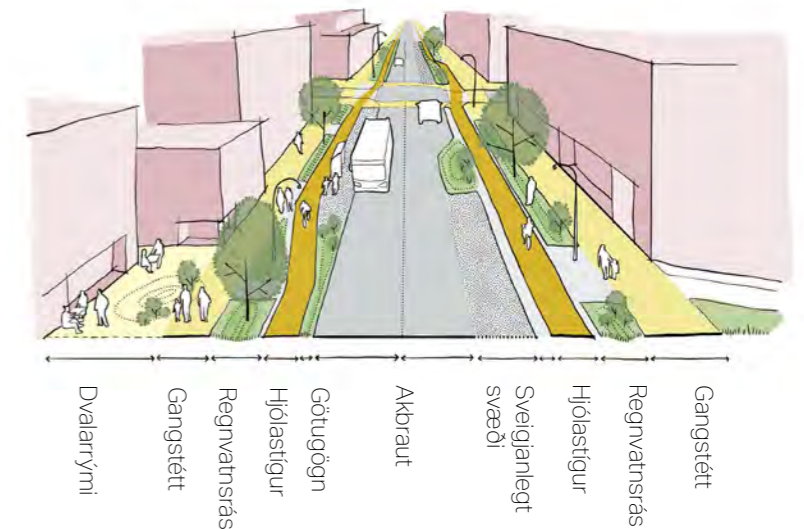 Dvalarrými
Gangstétt
Regnvatnsrás
Hjólastígur
Götugögn
Akbraut
Sveigjanlegt
svæði
Hjólastígur
Regnvatnsrás
Gangstétt